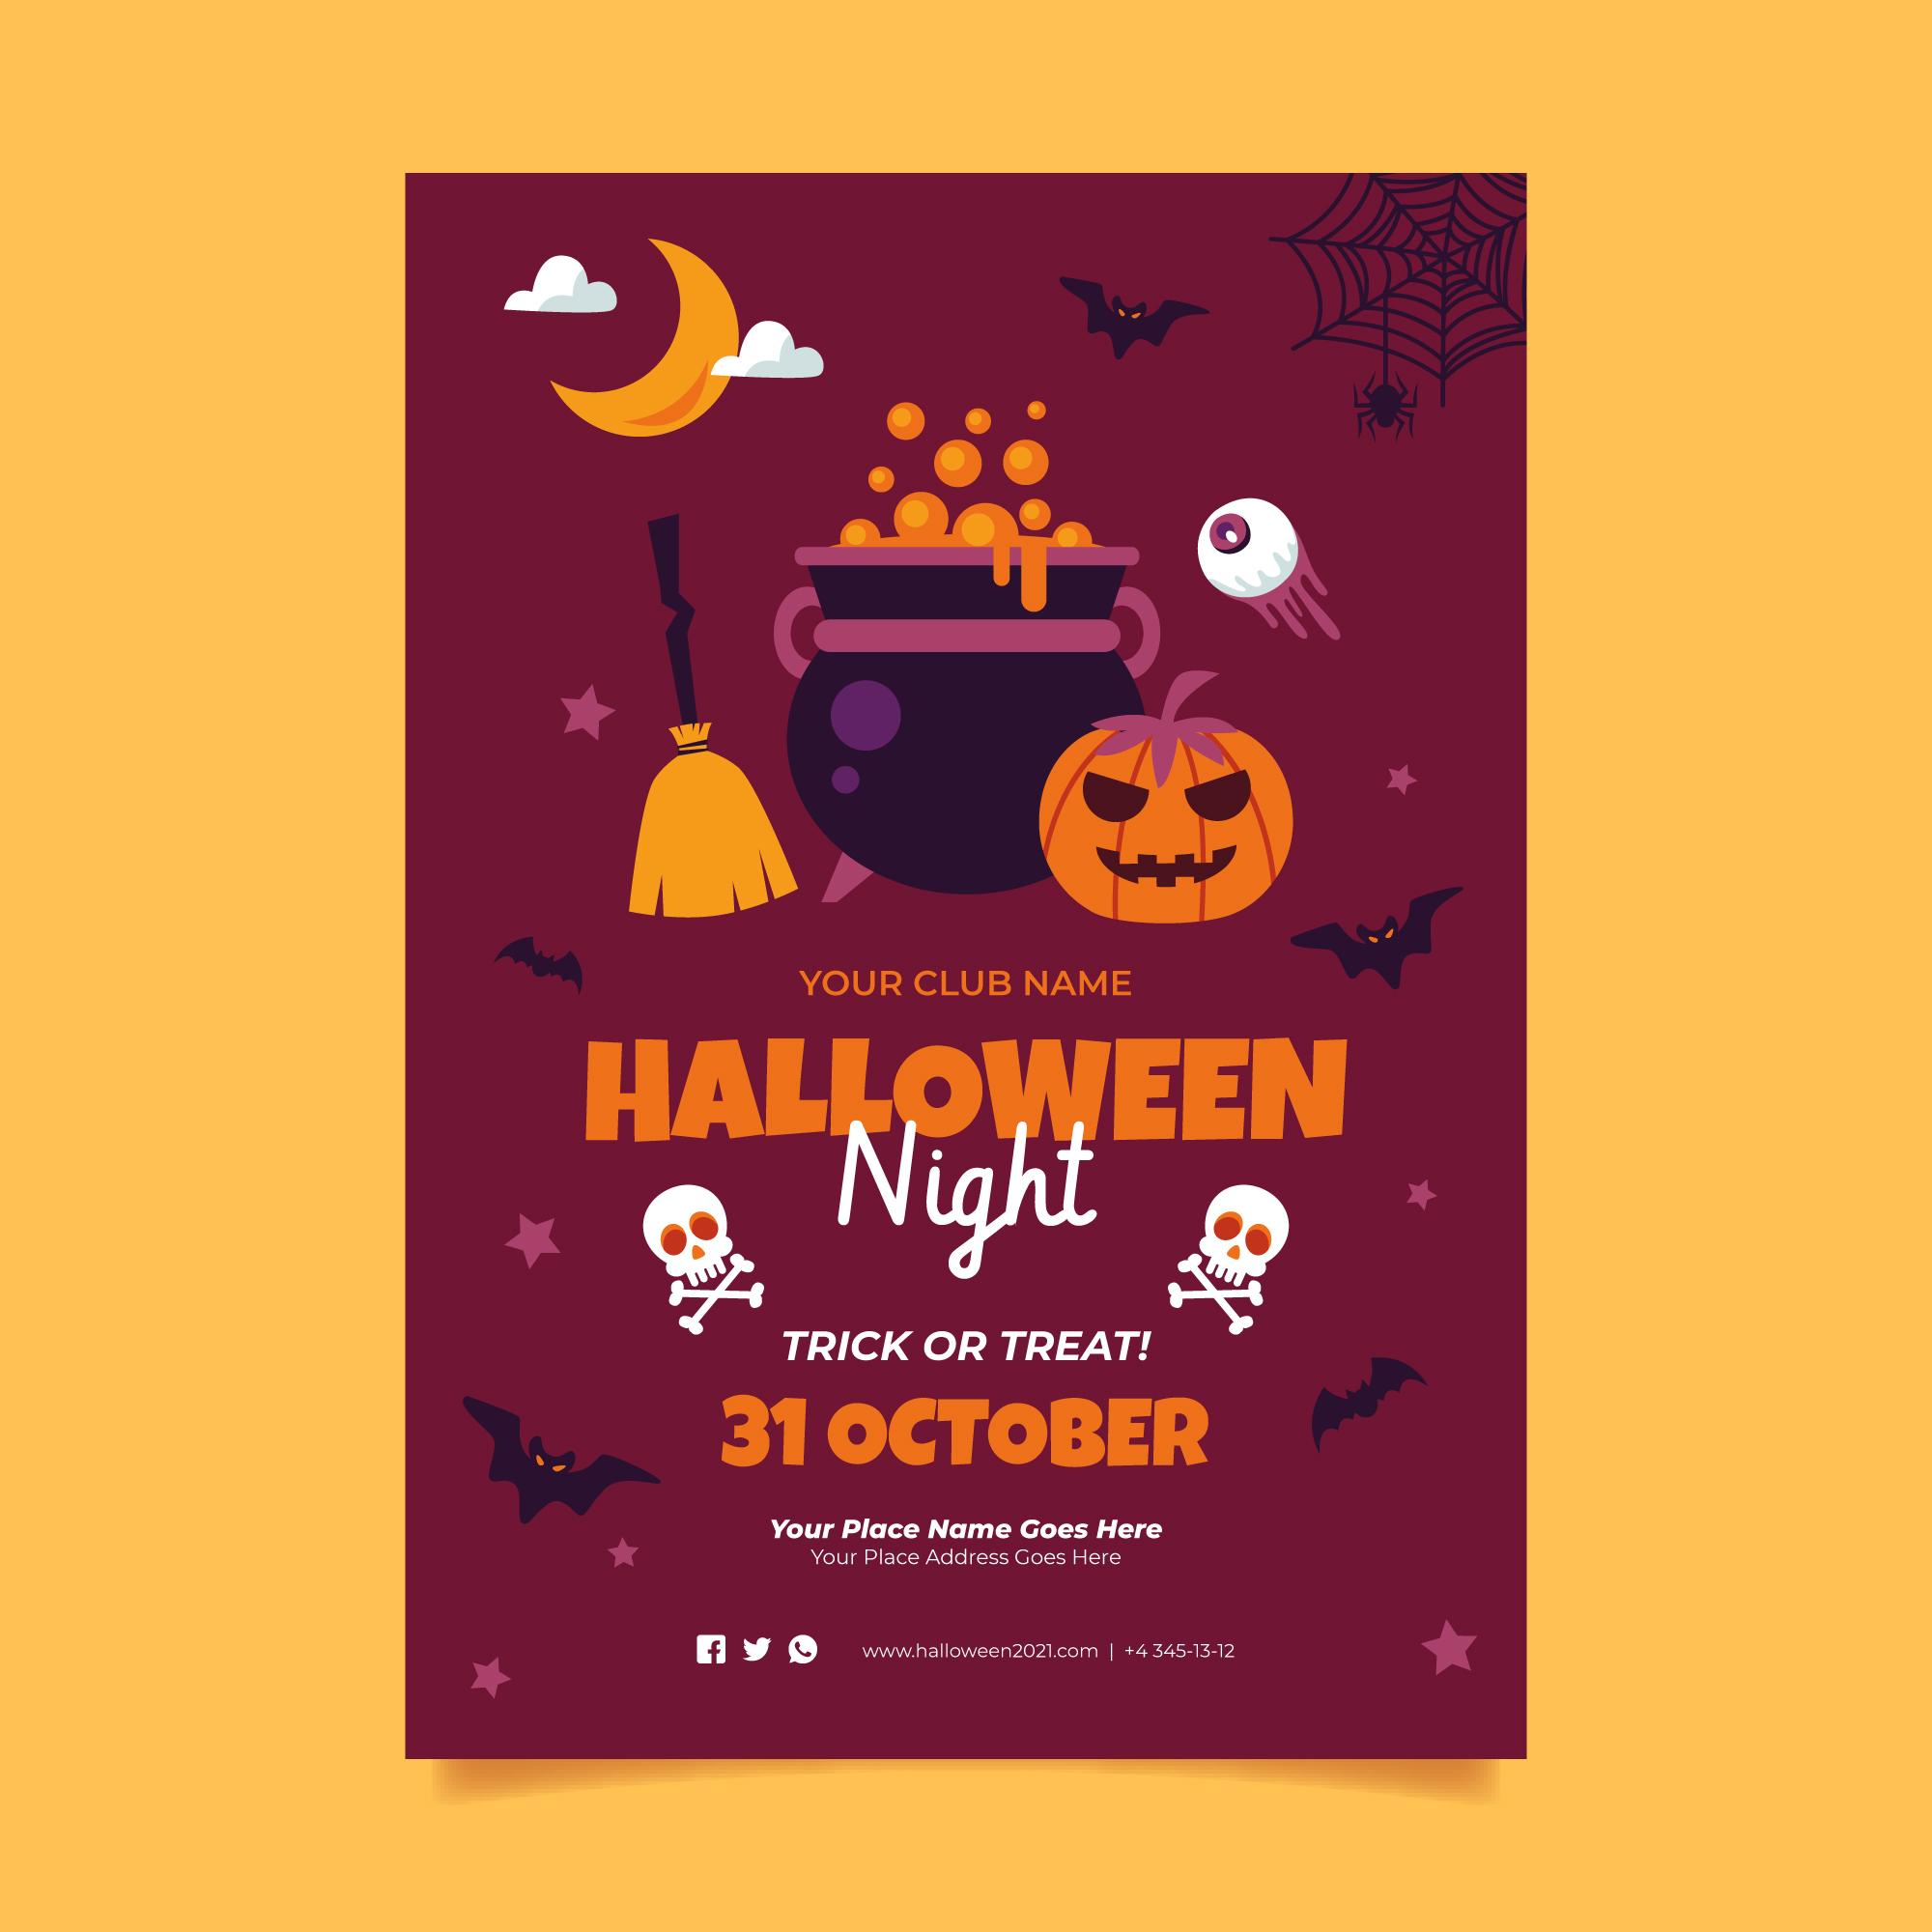 YOUR CLUB NAME
HALLOWEEN
Night
TRICK OR TREAT!
31 OCTOBER
Your Place Name Goes Here
Your Place Address Goes Here
www.halloween2021.com | +4 345-13-12